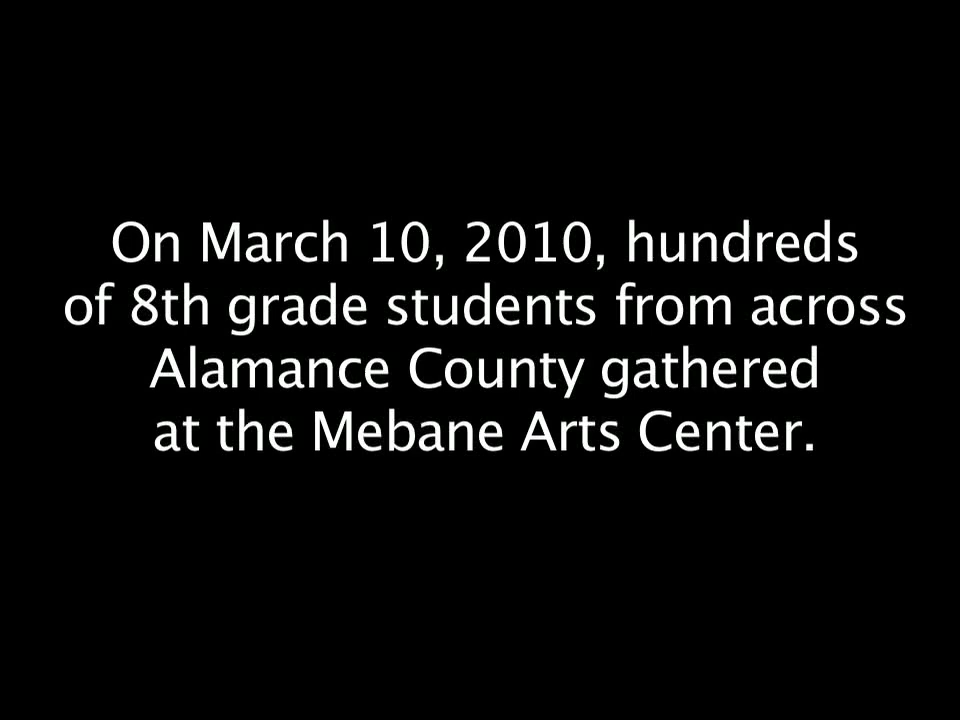 On March 10, 2010, hundreds
of 8th grade students from across
Alamance County gathered
at the Mebane Arts Center.